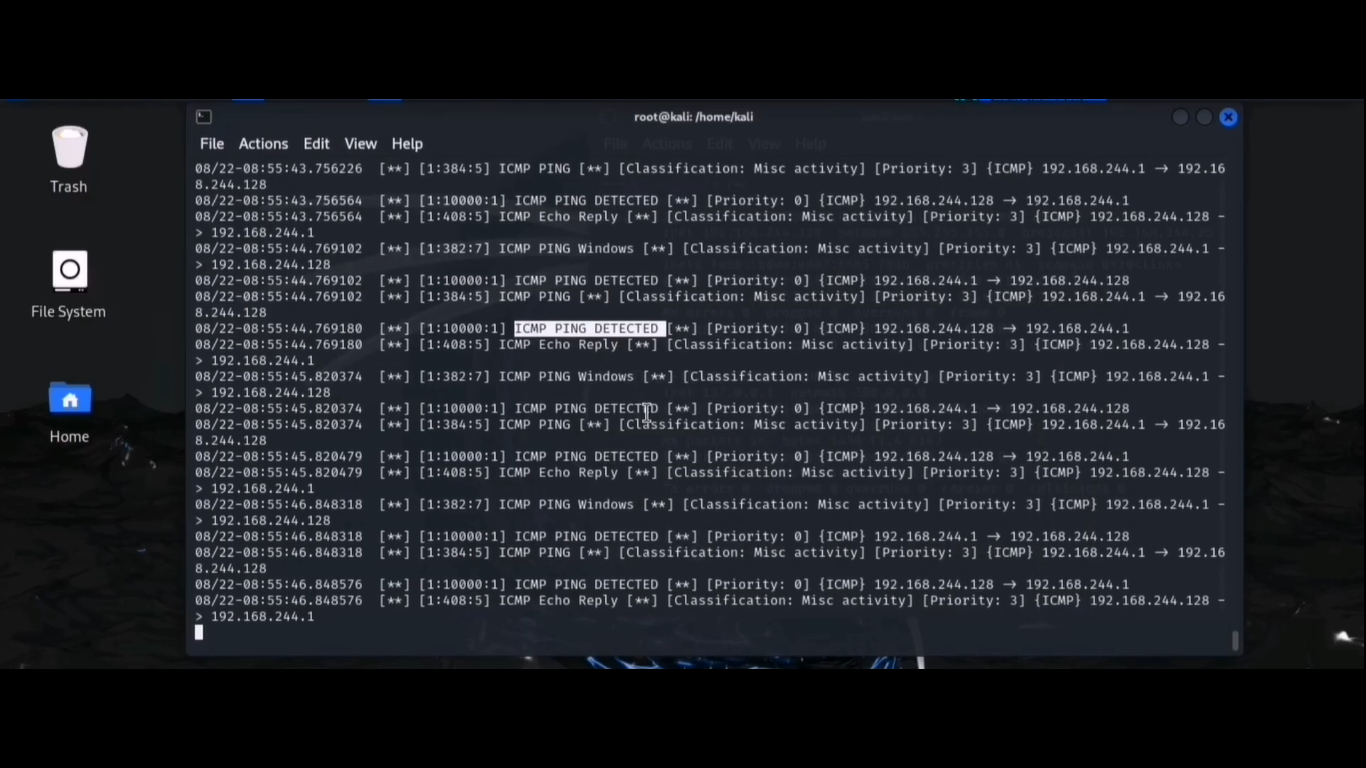 root@kali: /home/kali
File Actions Edit View Help
08/22-08:55:43.756226 [**] [1:384:5] ICMP PING [**] [Classification: Misc activity] [Priority: 3] {ICMP} 192.168.244.1 → 192.16
8.244.128
08/22-08:55:43.756564 [**] [1:10000:1] ICMP PING DETECTED [**] [Priority: 0] {ICMP} 192.168.244.128 → 192.168.244.1
08/22-08:55:43.756564 [**] [1:408:5] ICMP Echo Reply [**] [Classification: Misc activity] [Priority: 3] {ICMP} 192.168.244.128 -
> 192.168.244.1
08/22-08:55:44.769102 [**] [1:382:7] ICMP PING Windows [**] [Classification: Misc activity] [Priority: 3] {ICMP} 192.168.244.1 -
> 192.168.244.128
08/22-08:55:44.769102 [**] [1:10000:1] ICMP PING DETECTED [**] [Priority: 0] {ICMP} 192.168.244.1 → 192.168.244.128
08/22-08:55:44.769102 [**] [1:384:5] ICMP PING [**] [Classification: Misc activity] [Priority: 3] {ICMP} 192.168.244.1 → 192.16
8.244.128
08/22-08:55:44.769180 [**] [1:10000:1] ICMP PING DETECTED [**] [Priority: 0] {ICMP} 192.168.244.128 → 192.168.244.1
08/22-08:55:44.769180 [**] [1:408:5] ICMP Echo Reply [**] [Classification: Misc activity] [Priority: 3] {ICMP} 192.168.244.128 -
> 192.168.244.1
08/22-08:55:45.820374 [**] [1:382:7] ICMP PING Windows [**] [Classification: Misc activity] [Priority: 3] {ICMP} 192.168.244.1 -
> 192.168.244.128
08/22-08:55:45.820374 [**] [1:10000:1] ICMP PING DETECTED [**] [Priority: 0] {ICMP} 192.168.244.1 → 192.168.244.128
08/22-08:55:45.820374 [**] [1:384:5] ICMP PING [**] [Classification: Misc activity] [Priority: 3] {ICMP} 192.168.244.1 → 192.16
8.244.128
08/22-08:55:45.820479 [**] [1:10000:1] ICMP PING DETECTED [**] [Priority: 0] {ICMP} 192.168.244.128 → 192.168.244.1
08/22-08:55:45.820479 [**] [1:408:5] ICMP Echo Reply [**] [Classification: Misc activity] [Priority: 3] {ICMP} 192.168.244.128 -
> 192.168.244.1
08/22-08:55:46.848318 [**] [1:382:7] ICMP PING Windows [**] [Classification: Misc activity] [Priority: 3] {ICMP} 192.168.244.1 -
> 192.168.244.128
08/22-08:55:46.848318 [**] [1:10000:1] ICMP PING DETECTED [**] [Priority: 0] {ICMP} 192.168.244.1 → 192.168.244.128
08/22-08:55:46.848318 [**] [1:384:5] ICMP PING [**] [Classification: Misc activity] [Priority: 3] {ICMP} 192.168.244.1 → 192.16
8.244.128
08/22-08:55:46.848576 [**] [1:10000:1] ICMP PING DETECTED [**] [Priority: 0] {ICMP} 192.168.244.128 → 192.168.244.1
08/22-08:55:46.848576 [**] [1:408:5] ICMP Echo Reply [**] [Classification: Misc activity] [Priority: 3] {ICMP} 192.168.244.128 -
> 192.168.244.1
Trash
File System
Home